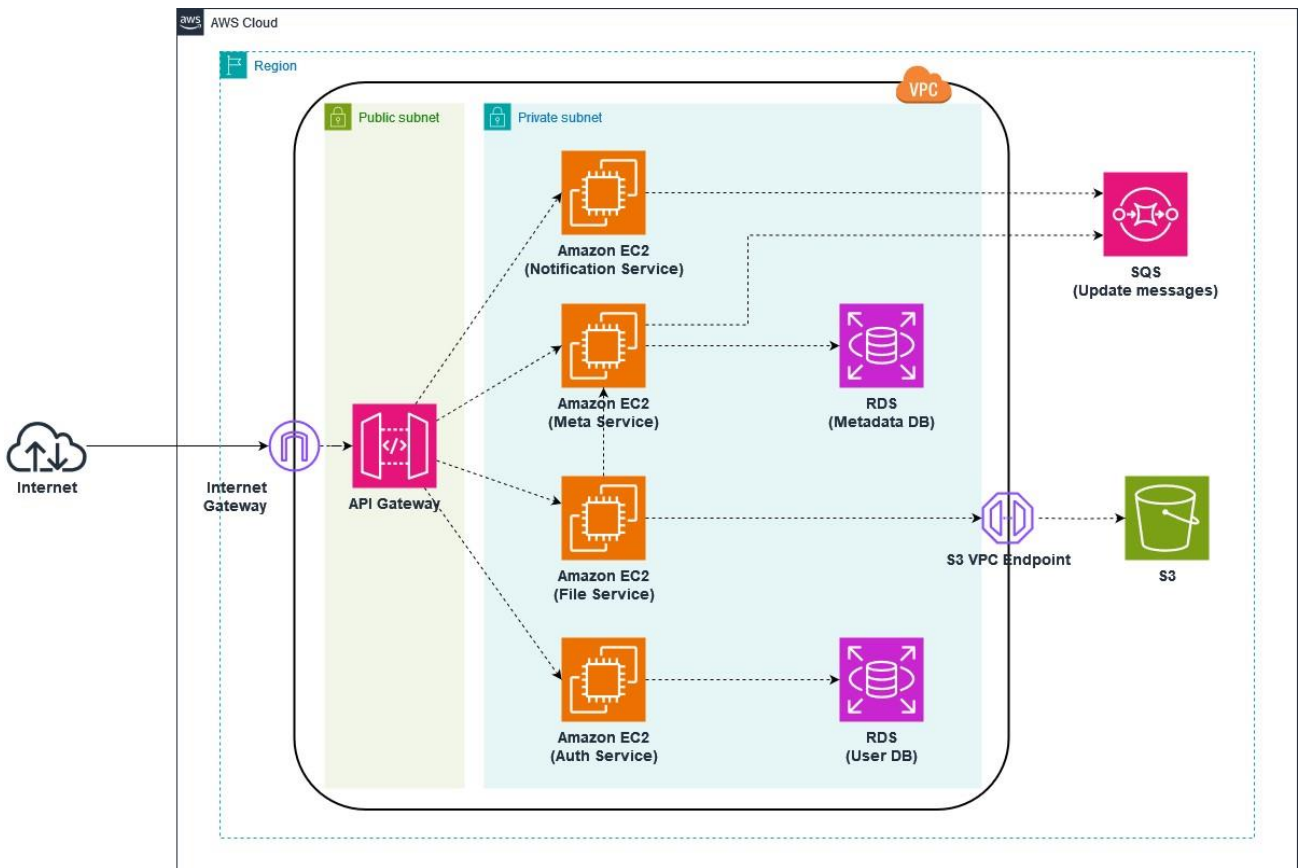 aws
AWS Cloud
Region
VPC
Public subnet
Private subnet
Amazon EC2
(Notification Service)
SQS
(Update messages)
Amazon EC2
(Meta Service)
RDS
(Metadata DB)
Internet
Internet
Gateway
</>
API Gateway
Amazon EC2
(File Service)
S3 VPC Endpoint
S3
Amazon EC2
(Auth Service)
RDS
(User DB)